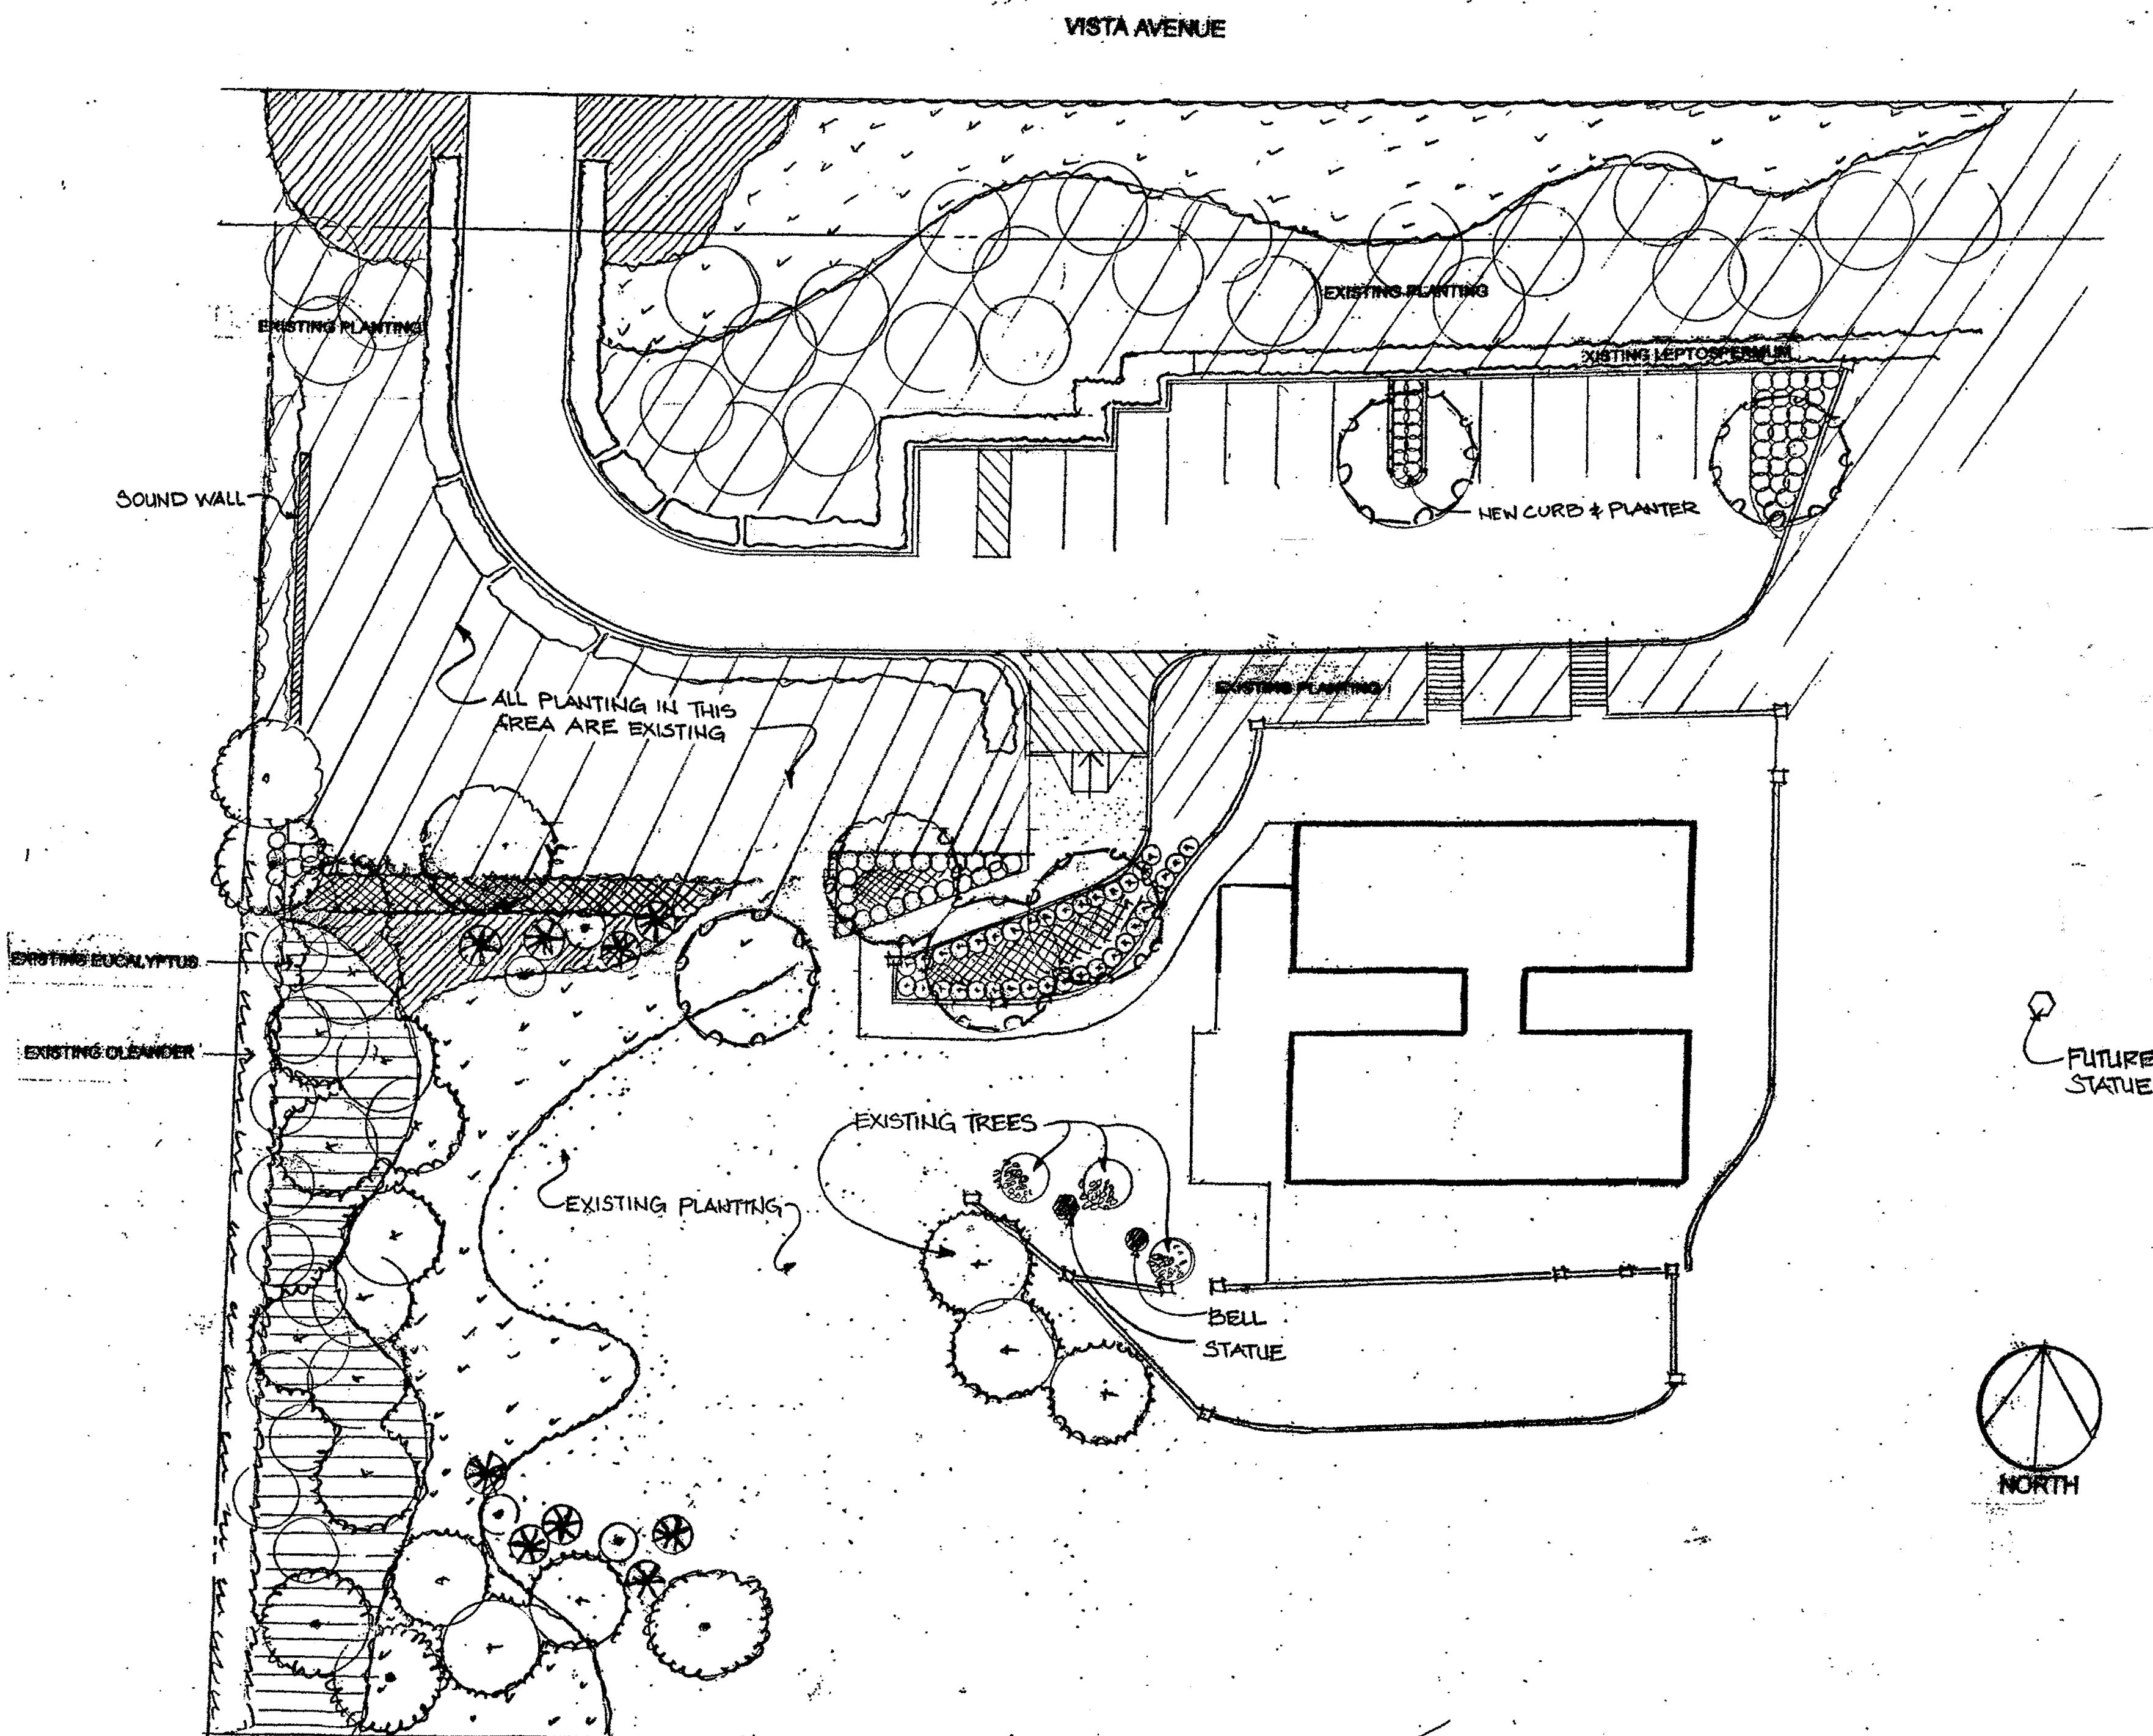 VISTA AVENUE
EXISTING PLANTING
EXISTING PLANTING
XISTING LEPTOSPERMUM
SOUND WALL
NEW CURB & PLANTER
ALL PLANTING IN THIS
AREA ARE EXISTING
EXISTING PLANTING
EXISTING EUCALYPTUS
EXISTING OLEANDER
FUTURE
STATUE
EXISTING TREES
EXISTING PLANTING
BELL
STATUE
NORTH